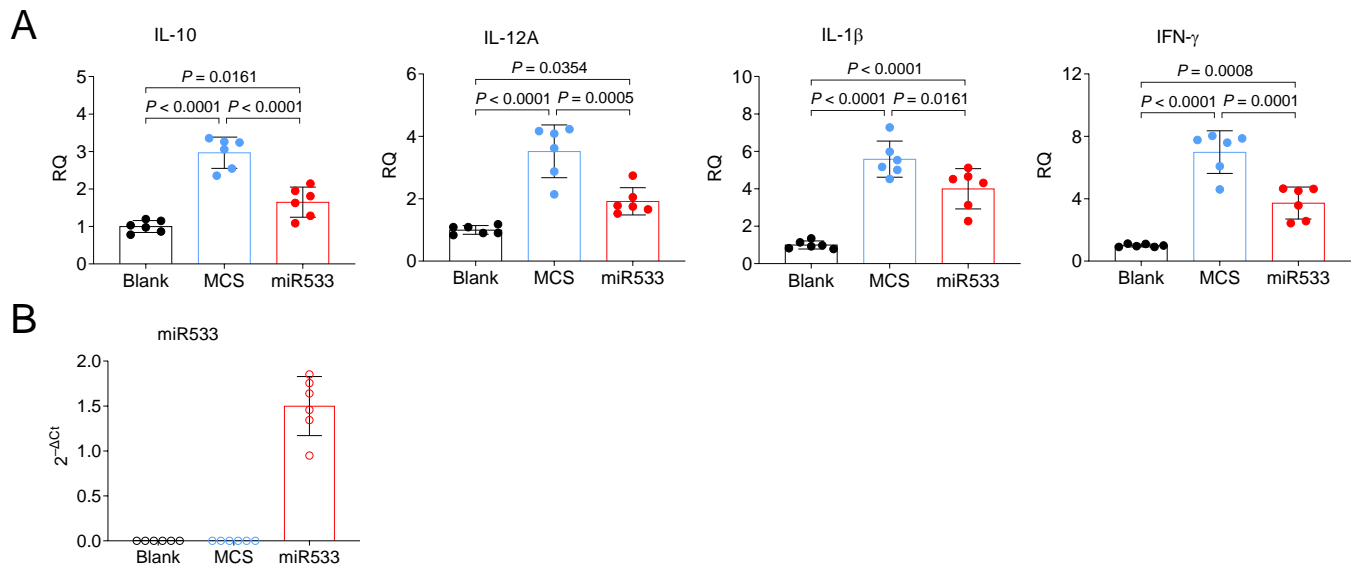 A
IL-10
P = 0.0161
P < 0.0001 P < 0.0001
RQ
5
4
3
2
1
0
Blank MCS miR533
IL-12A
P = 0.0354
P < 0.0001 P = 0.0005
RQ
6
4
2
0
Blank MCS miR533
IL-1β
P < 0.0001
P < 0.0001 P = 0.0161
RQ
10
8
6
4
2
0
Blank MCS miR533
IFN-γ
P = 0.0008
P < 0.0001 P = 0.0001
RQ
12
8
4
0
Blank MCS miR533
B
miR533
2^−ΔCt
2.0
1.5
1.0
0.5
0.0
Blank MCS miR533